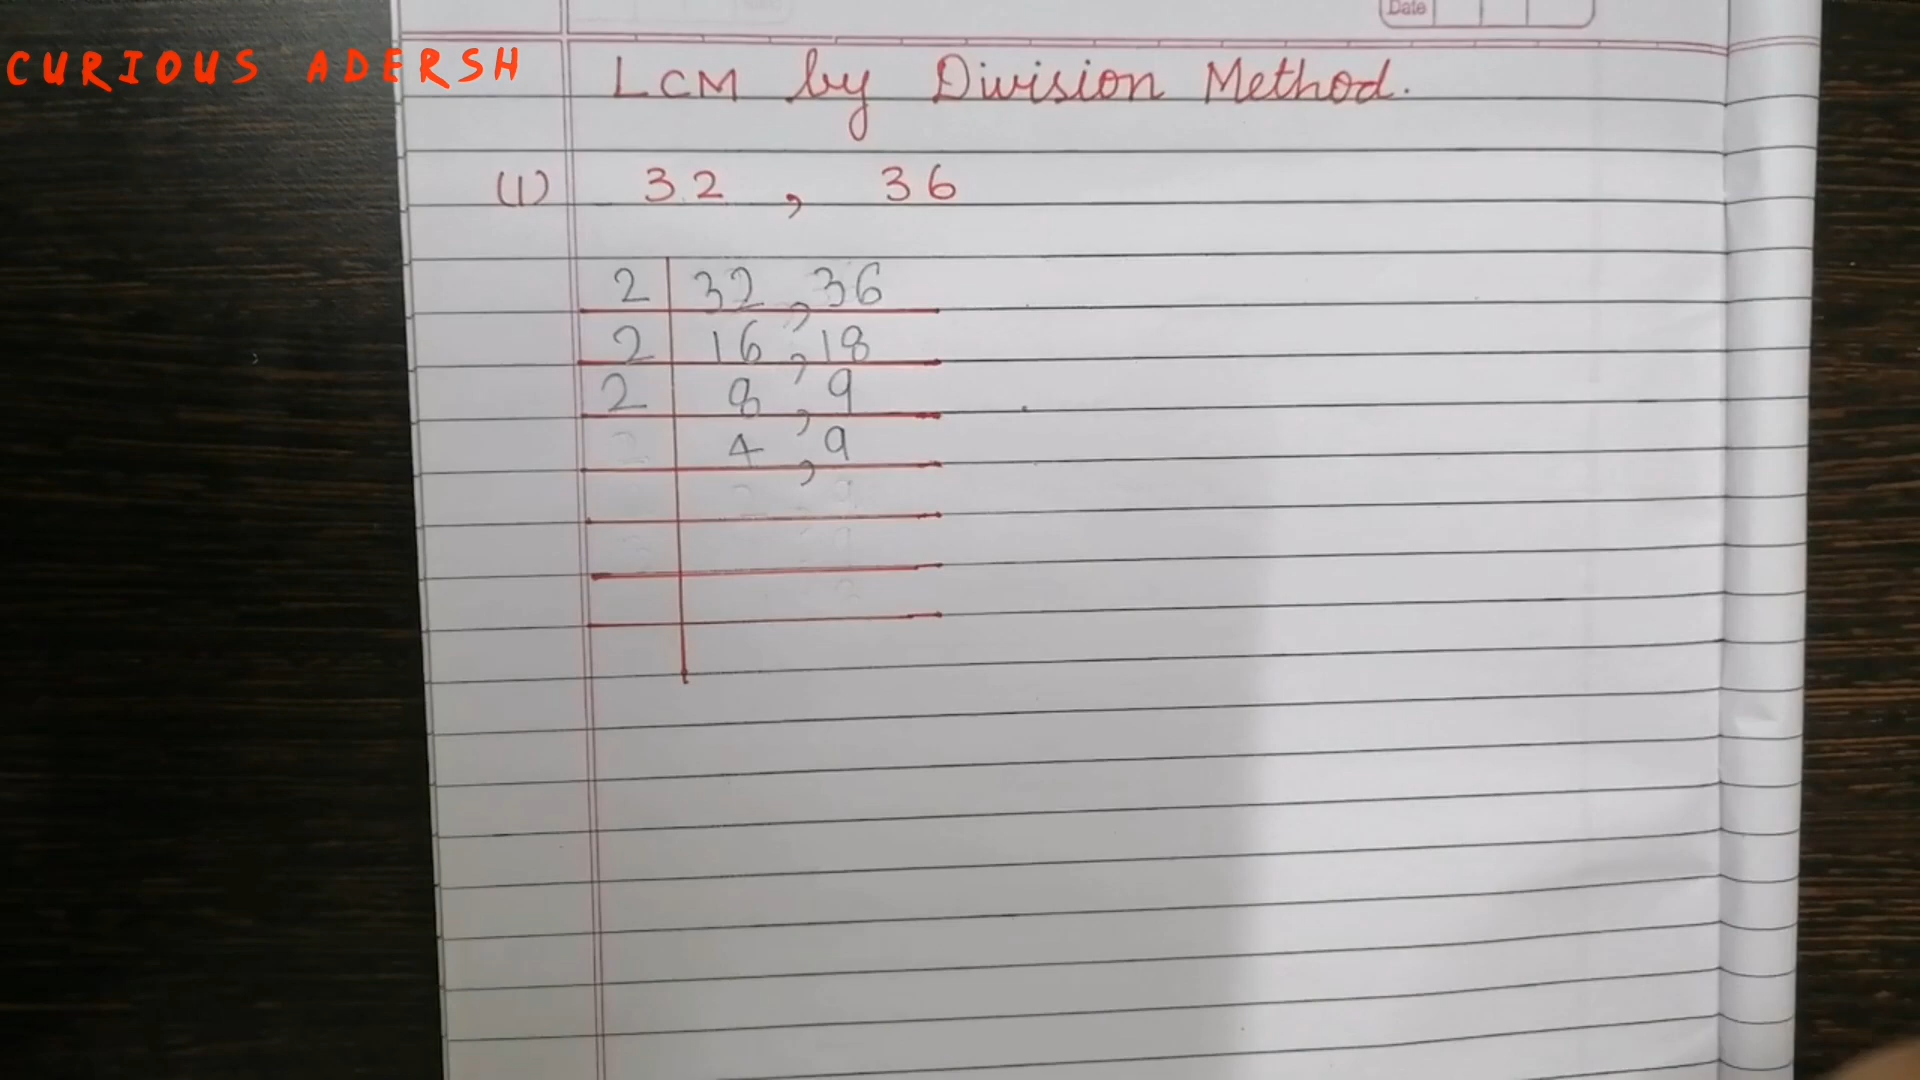 Date
CURIOUS ADERSH
LCM by Division Method.
(1) 32 , 36
2 32 , 36
2 16 , 18
2 8 , 9
4 , 9